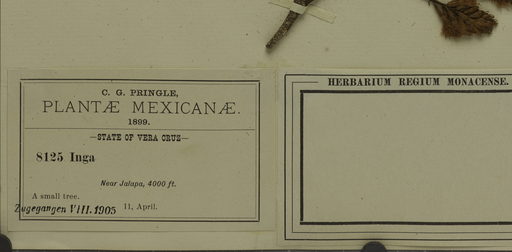 C. G. PRINGLE,
PLANTÆ MEXICANÆ.
1899.
—STATE OF VERA CRUZ—
8125 Inga
Near Jalapa, 4000 ft.
A small tree.
11, April.
Zugegangen VIII. 1905
HERBARIUM REGIUM MONACENSE.